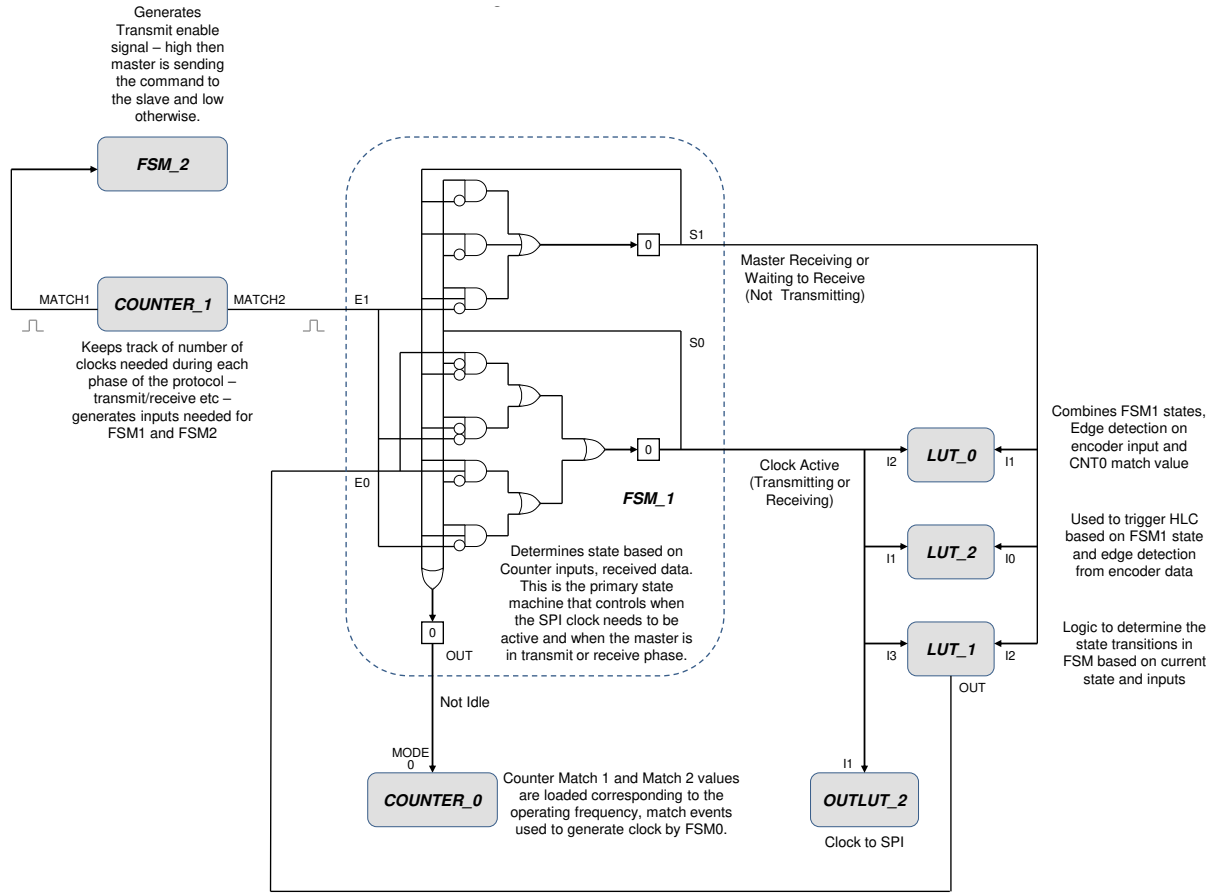 Generates
Transmit enable
signal – high then
master is sending
the command to
the slave and low
otherwise.
FSM_2
MATCH1
COUNTER_1
MATCH2
Keeps track of number of
clocks needed during each
phase of the protocol –
transmit/receive etc –
generates inputs needed for
FSM1 and FSM2
E1
E0
0
S1
S0
0
FSM_1
Determines state based on
Counter inputs, received data.
This is the primary state
machine that controls when
the SPI clock needs to be
active and when the master is
in transmit or receive phase.
0
OUT
Not Idle
MODE
0
COUNTER_0
Counter Match 1 and Match 2 values
are loaded corresponding to the
operating frequency, match events
used to generate clock by FSM0.
Master Receiving or
Waiting to Receive
(Not Transmitting)
Clock Active
(Transmitting or
Receiving)
I2
LUT_0
I1
Combines FSM1 states,
Edge detection on
encoder input and
CNT0 match value
I1
LUT_2
I0
Used to trigger HLC
based on FSM1 state
and edge detection
from encoder data
I3
LUT_1
I2
OUT
Logic to determine the
state transitions in
FSM based on current
state and inputs
I1
OUTLUT_2
Clock to SPI